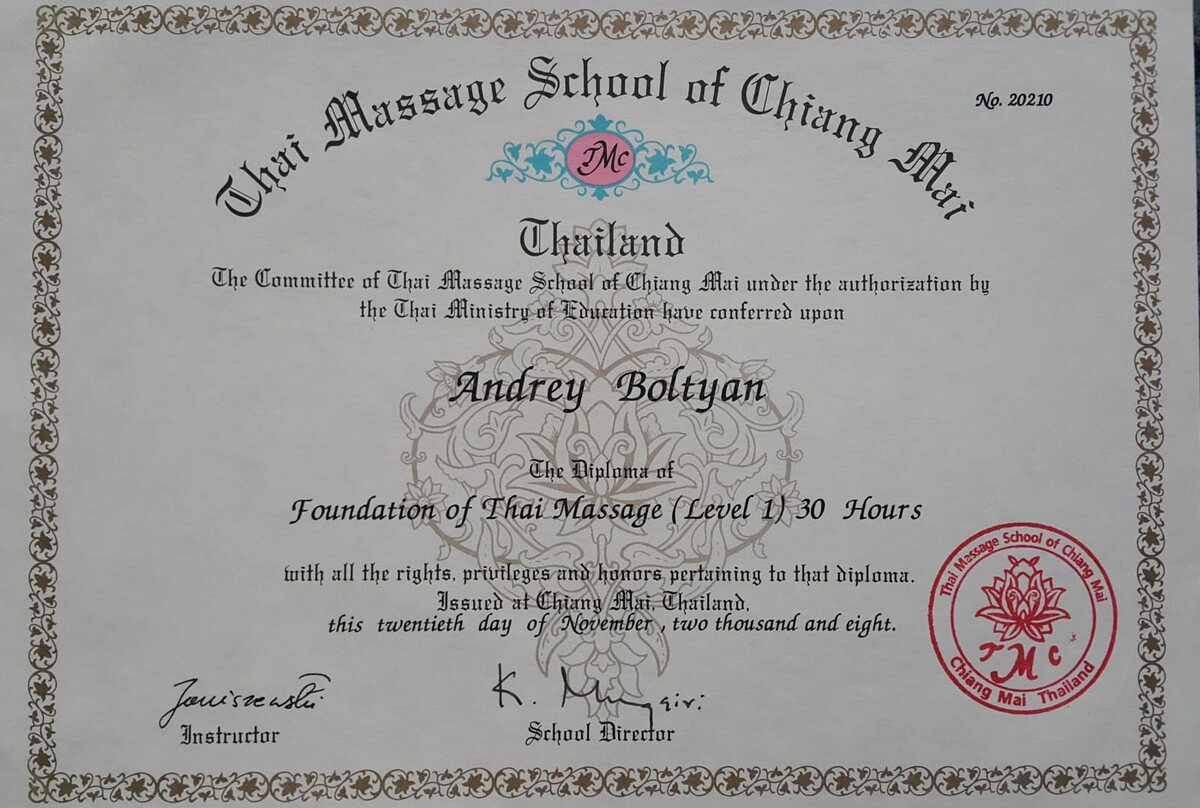 Thai Massage School of Chiang Mai
No. 20210
TMC
Thailand
The Committee of Thai Massage School of Chiang Mai under the authorization by
the Thai Ministry of Education have conferred upon
Andrey Boltyan
The Diploma of
Foundation of Thai Massage (Level 1) 30 Hours
with all the rights, privileges and honors pertaining to that diploma.
Issued at Chiang Mai, Thailand,
this twentieth day of November , two thousand and eight.
Thai Massage School of Chiang Mai
TMC
Chiang Mai Thailand
K.
Instructor
School Director